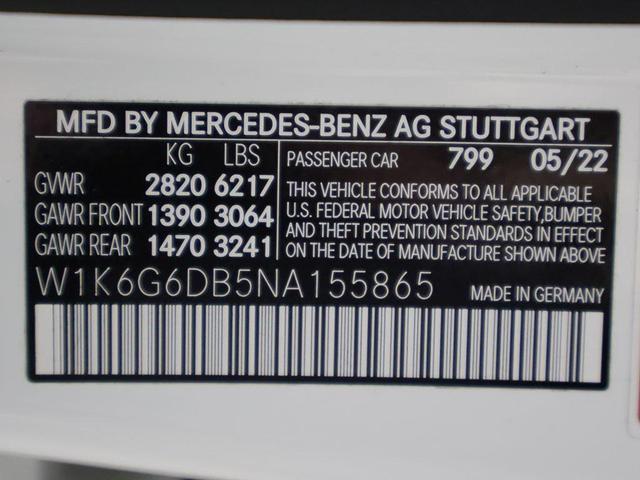 MFD BY MERCEDES-BENZ AG STUTTGART
KG LBS
GVWR 2820 6217
GAWR FRONT 1390 3064
GAWR REAR 1470 3241
PASSENGER CAR 799 05/22
THIS VEHICLE CONFORMS TO ALL APPLICABLE
U.S. FEDERAL MOTOR VEHICLE SAFETY, BUMPER
AND THEFT PREVENTION STANDARDS IN EFFECT
ON THE DATE OF MANUFACTURE SHOWN ABOVE
W1K6G6DB5NA155865
MADE IN GERMANY